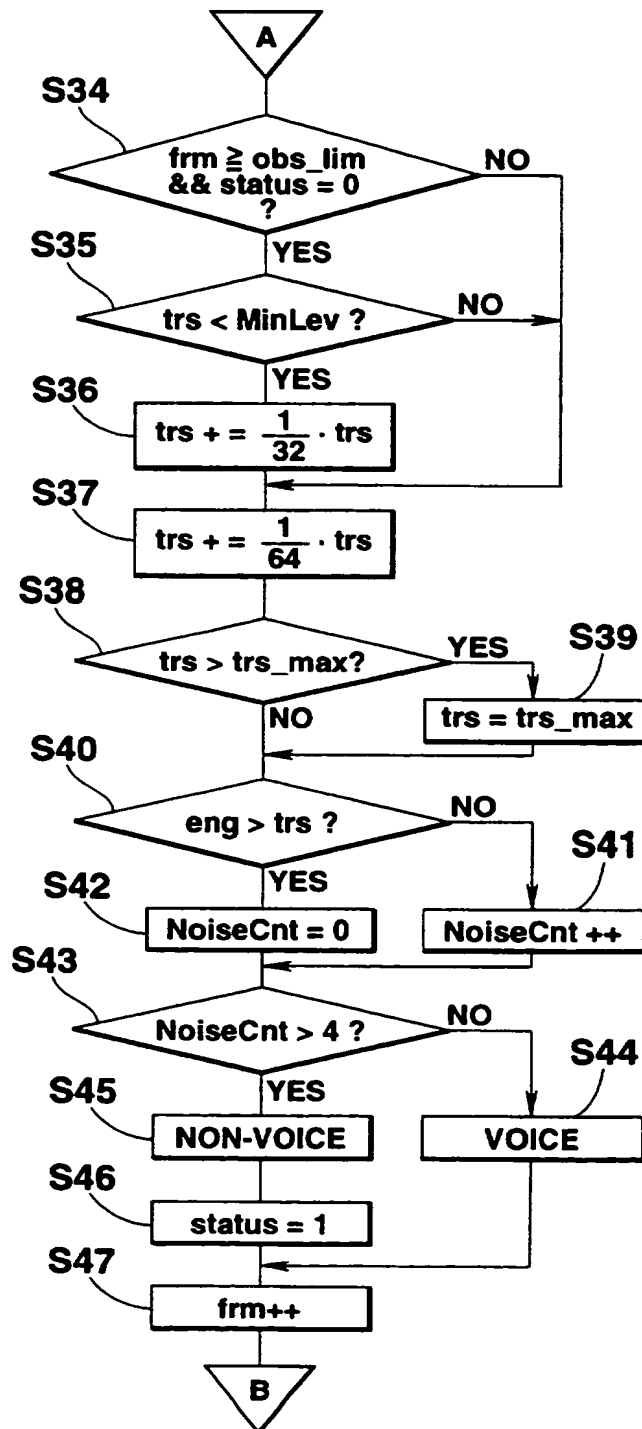 A
S34
frm ≧ obs_lim
&& status = 0
?
NO
YES
S35
trs < MinLev ?
NO
YES
S36
trs + = 1/32 · trs
S37
trs + = 1/64 · trs
S38
trs > trs_max?
YES
NO
S39
trs = trs_max
S40
eng > trs ?
NO
YES
S41
NoiseCnt ++
S42
NoiseCnt = 0
S43
NoiseCnt > 4 ?
NO
YES
S44
VOICE
S45
NON-VOICE
S46
status = 1
S47
frm++
B